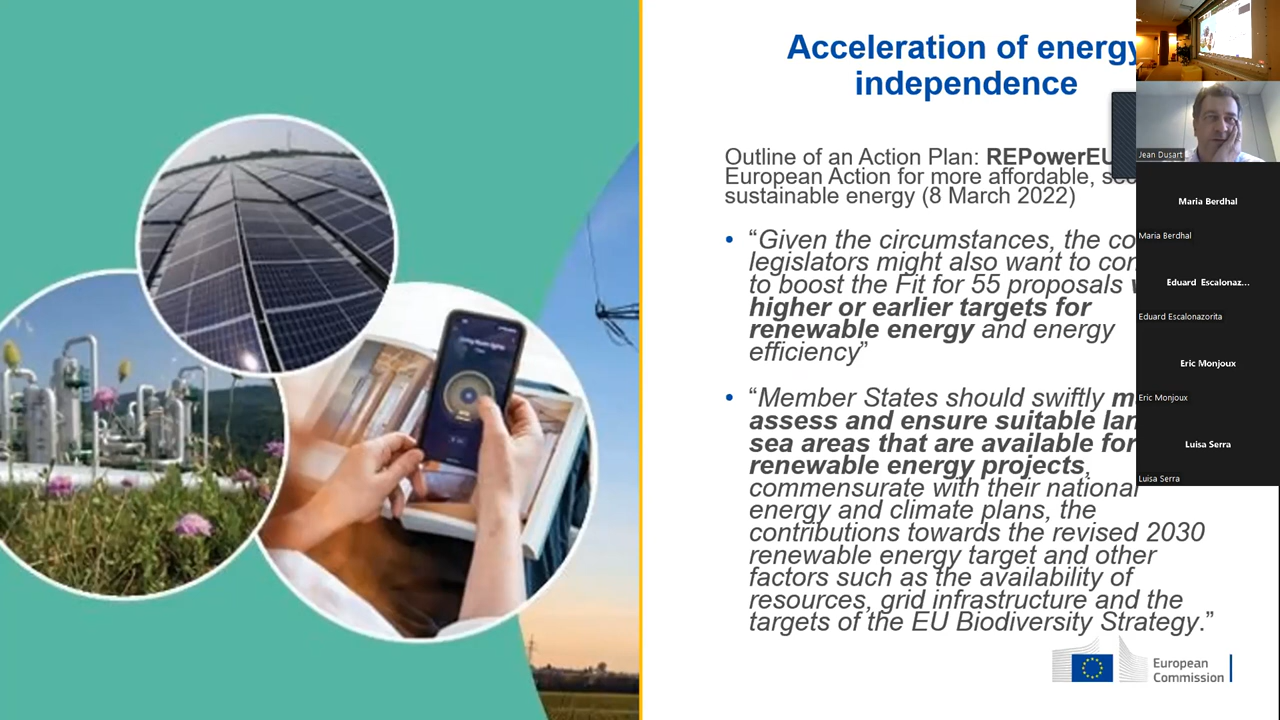 Acceleration of energy
independence
Outline of an Action Plan: REPowerEU
European Action for more affordable,
sustainable energy (8 March 2022)
• “Given the circumstances, the
legislators might also want to
to boost the Fit for 55 proposals
higher or earlier targets for
renewable energy and energy
efficiency”
• “Member States should swiftly
assess and ensure suitable
sea areas that are available for
renewable energy projects,
commensurate with their national
energy and climate plans, the
contributions towards the revised 2030
renewable energy target and other
factors such as the availability of
resources, grid infrastructure and the
targets of the EU Biodiversity Strategy.”
European
Commission
Jean Dusart
Maria Berdhal
Maria Berdhal
Eduard Escalonaz...
Eduard Escalonazorita
Eric Monjoux
Eric Monjoux
Luisa Serra
Luisa Serra